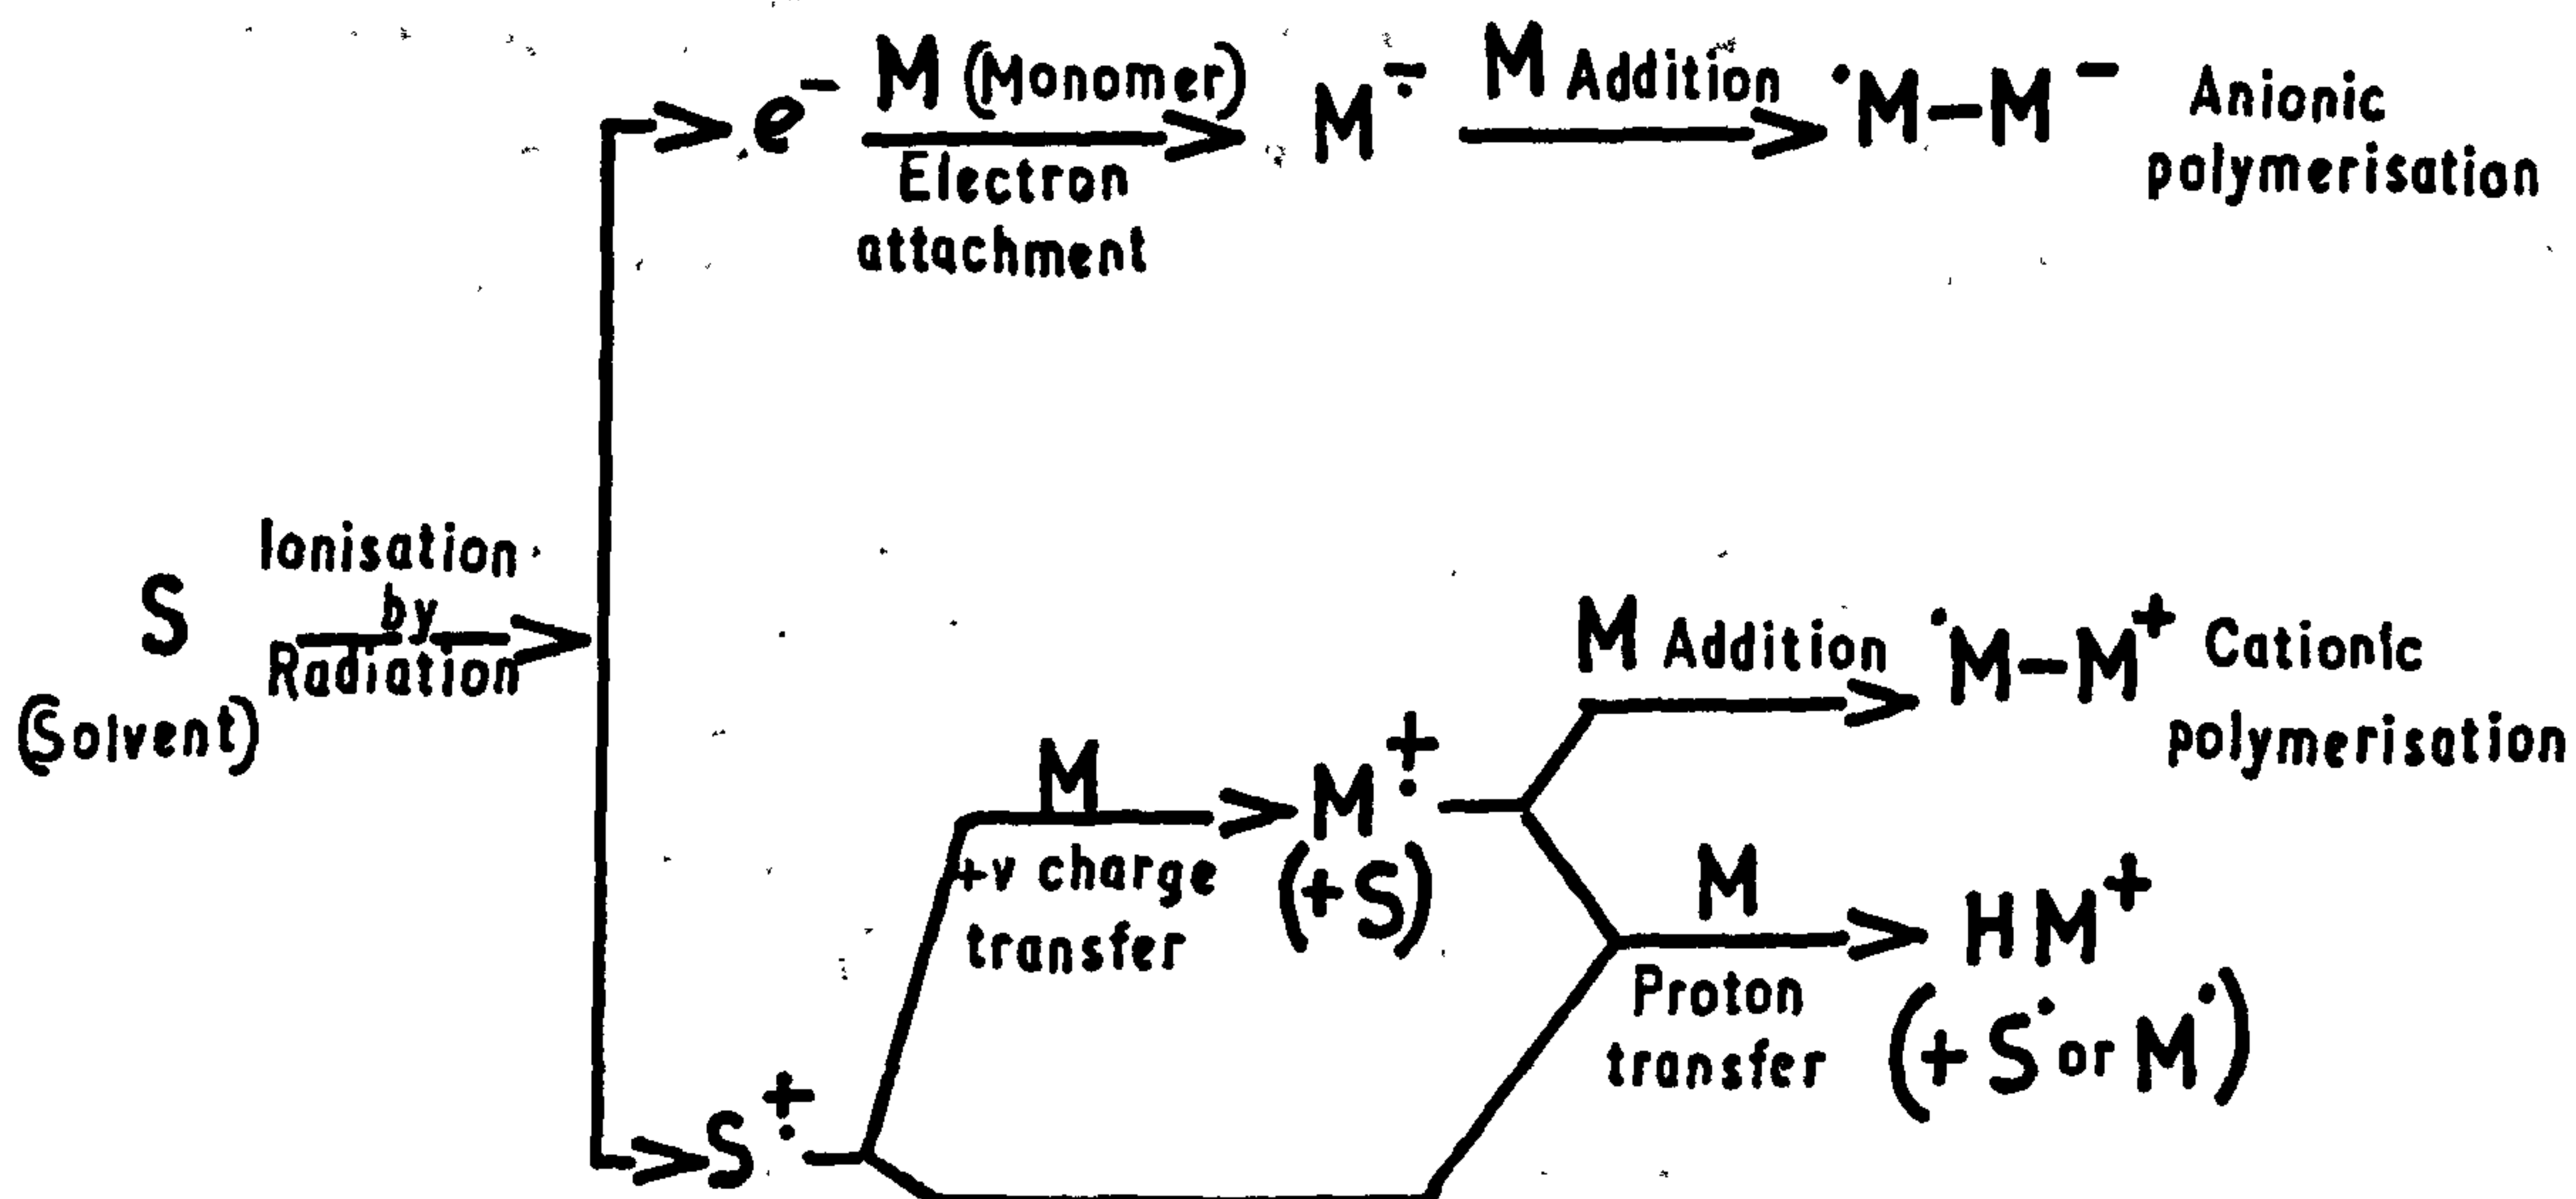 e⁻ M (Monomer) M∸ M Addition ·M–M⁻ Anionic
Electron polymerisation
attachment
Ionisation
by
S
Radiation
(Solvent)
M Addition ·M–M⁺ Cationic
polymerisation
M M⁺·
+v charge (+S)
transfer
M HM⁺
Proton
transfer (+ S· or M·)
S⁺·